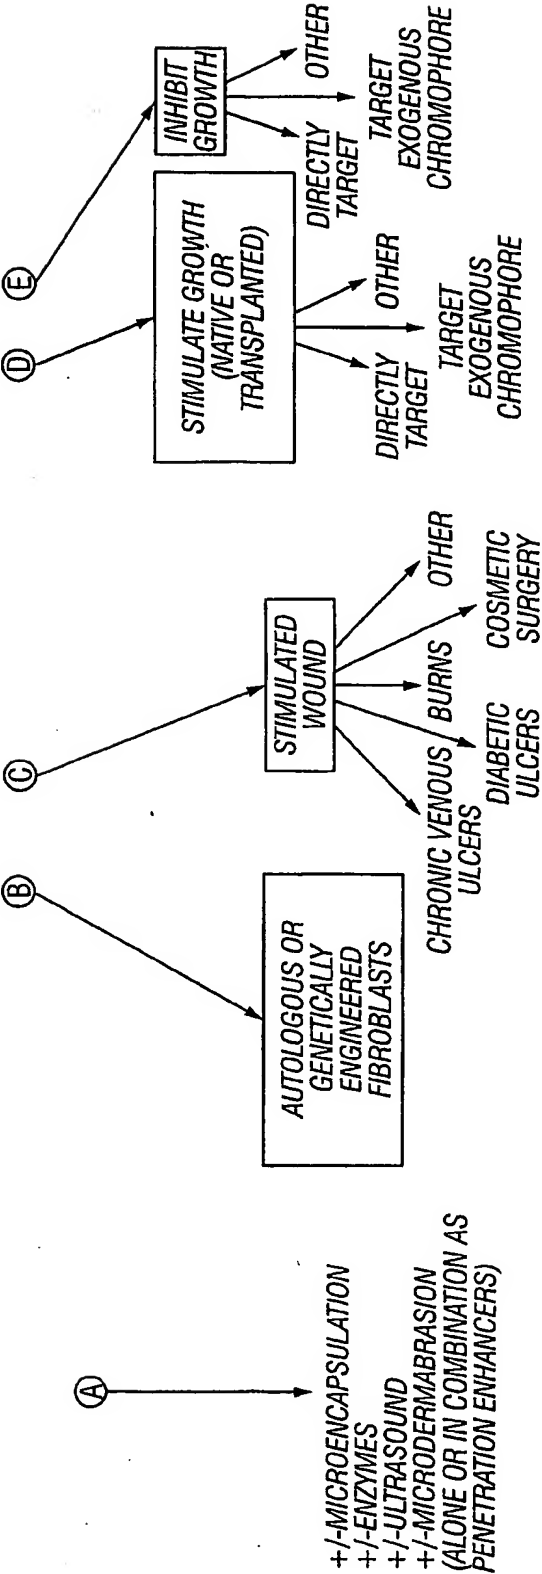 A
+/-MICROENCAPSULATION
+/-ENZYMES
+/-ULTRASOUND
+/-MICRODERMABRASION
(ALONE OR IN COMBINATION AS
PENETRATION ENHANCERS)
B
AUTOLOGOUS OR
GENETICALLY
ENGINEERED
FIBROBLASTS
C
STIMULATED
WOUND
CHRONIC VENOUS
ULCERS
DIABETIC
ULCERS
BURNS
COSMETIC
SURGERY
OTHER
D
STIMULATE GROWTH
(NATIVE OR
TRANSPLANTED)
DIRECTLY
TARGET
TARGET
EXOGENOUS
CHROMOPHORE
OTHER
E
INHIBIT
GROWTH
DIRECTLY
TARGET
TARGET
EXOGENOUS
CHROMOPHORE
OTHER